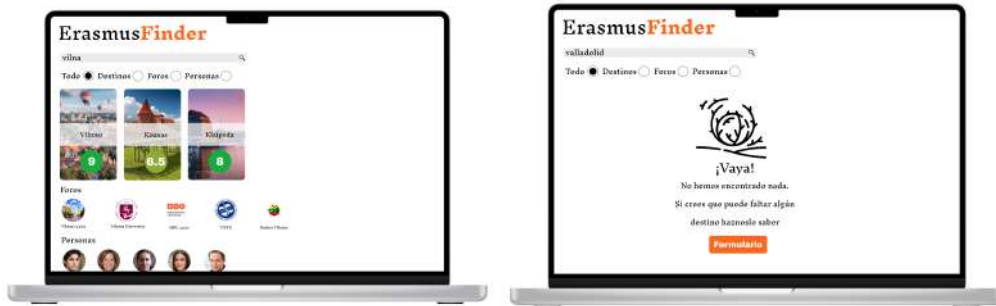 ErasmusFinder
vilna
Todo Destinos Foros Personas
Vilnius Kaunas Klaipeda
9 6.5 8
Foros
Personas
ErasmusFinder
valladolid
Todo Destinos Foros Personas
¡Vaya!
No hemos encontrado nada.
Si crees que puede faltar algún
destino haznoslo saber
Formulario